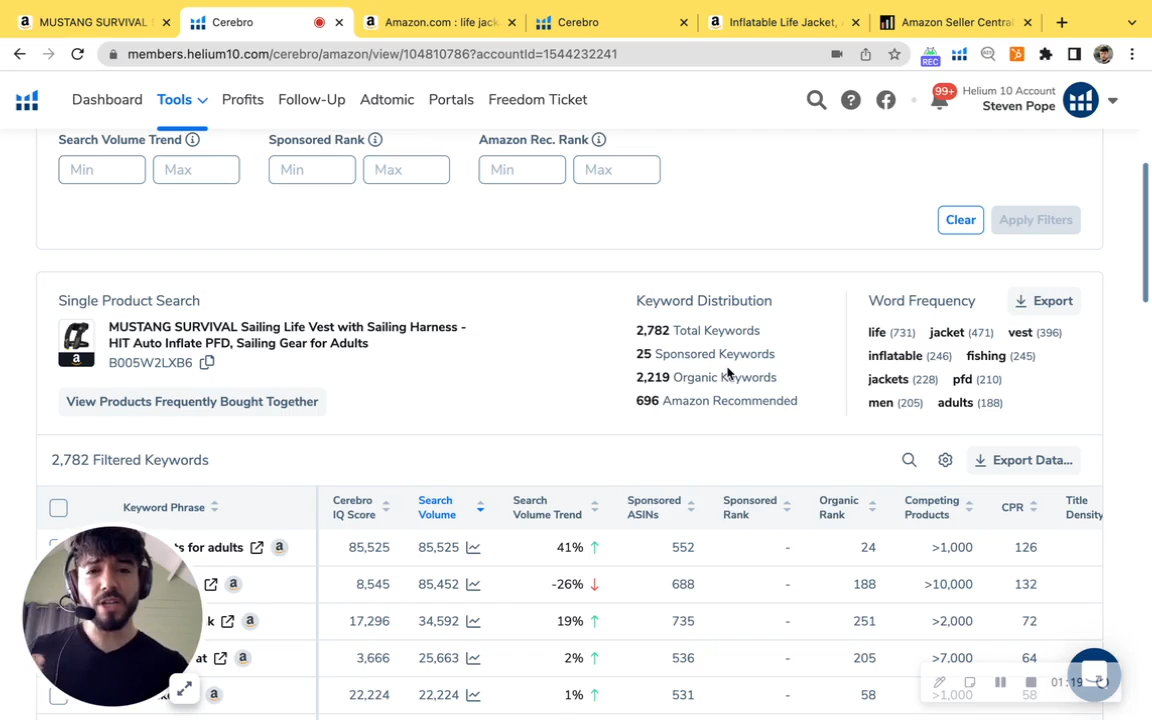 MUSTANG SURVIVAL
Cerebro
Amazon.com : life jack
Cerebro
Inflatable Life Jacket, A
Amazon Seller Central
members.helium10.com/cerebro/amazon/view/104810786?accountId=1544232241
REC
Dashboard Tools Profits Follow-Up Adtomic Portals Freedom Ticket
99+
Helium 10 Account
Steven Pope
Search Volume Trend Sponsored Rank Amazon Rec. Rank
Min Max Min Max Min Max
Clear Apply Filters
Single Product Search
MUSTANG SURVIVAL Sailing Life Vest with Sailing Harness -
HIT Auto Inflate PFD, Sailing Gear for Adults
B005W2LXB6
View Products Frequently Bought Together
Keyword Distribution
2,782 Total Keywords
25 Sponsored Keywords
2,219 Organic Keywords
696 Amazon Recommended
Word Frequency Export
life (731) jacket (471) vest (396)
inflatable (246) fishing (245)
jackets (228) pfd (210)
men (205) adults (188)
2,782 Filtered Keywords Export Data...
Keyword Phrase Cerebro IQ Score Search Volume Search Volume Trend Sponsored ASINs Sponsored Rank Organic Rank Competing Products CPR Title Density
ts for adults 85,525 85,525 41% 552 - 24 >1,000 126
8,545 85,452 -26% 688 - 188 >10,000 132
k 17,296 34,592 19% 735 - 251 >2,000 72
at 3,666 25,663 2% 536 - 205 >7,000 64
22,224 22,224 1% 531 - 58 >1,000 58